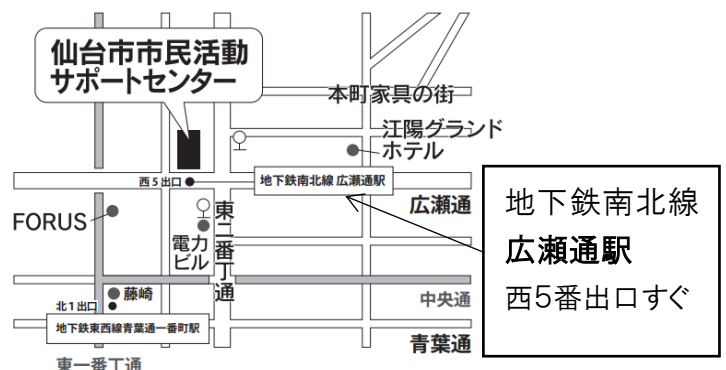 仙台市市民活動
サポートセンター
本町家具の街
江陽グランド
ホテル
西5出口
地下鉄南北線 広瀬通駅
広瀬通
FORUS
電力
ビル
東二番丁通
藤崎
北1出口
中央通
地下鉄東西線青葉通一番町駅
青葉通
東一番丁通
地下鉄南北線
広瀬通駅
西5番出口すぐ